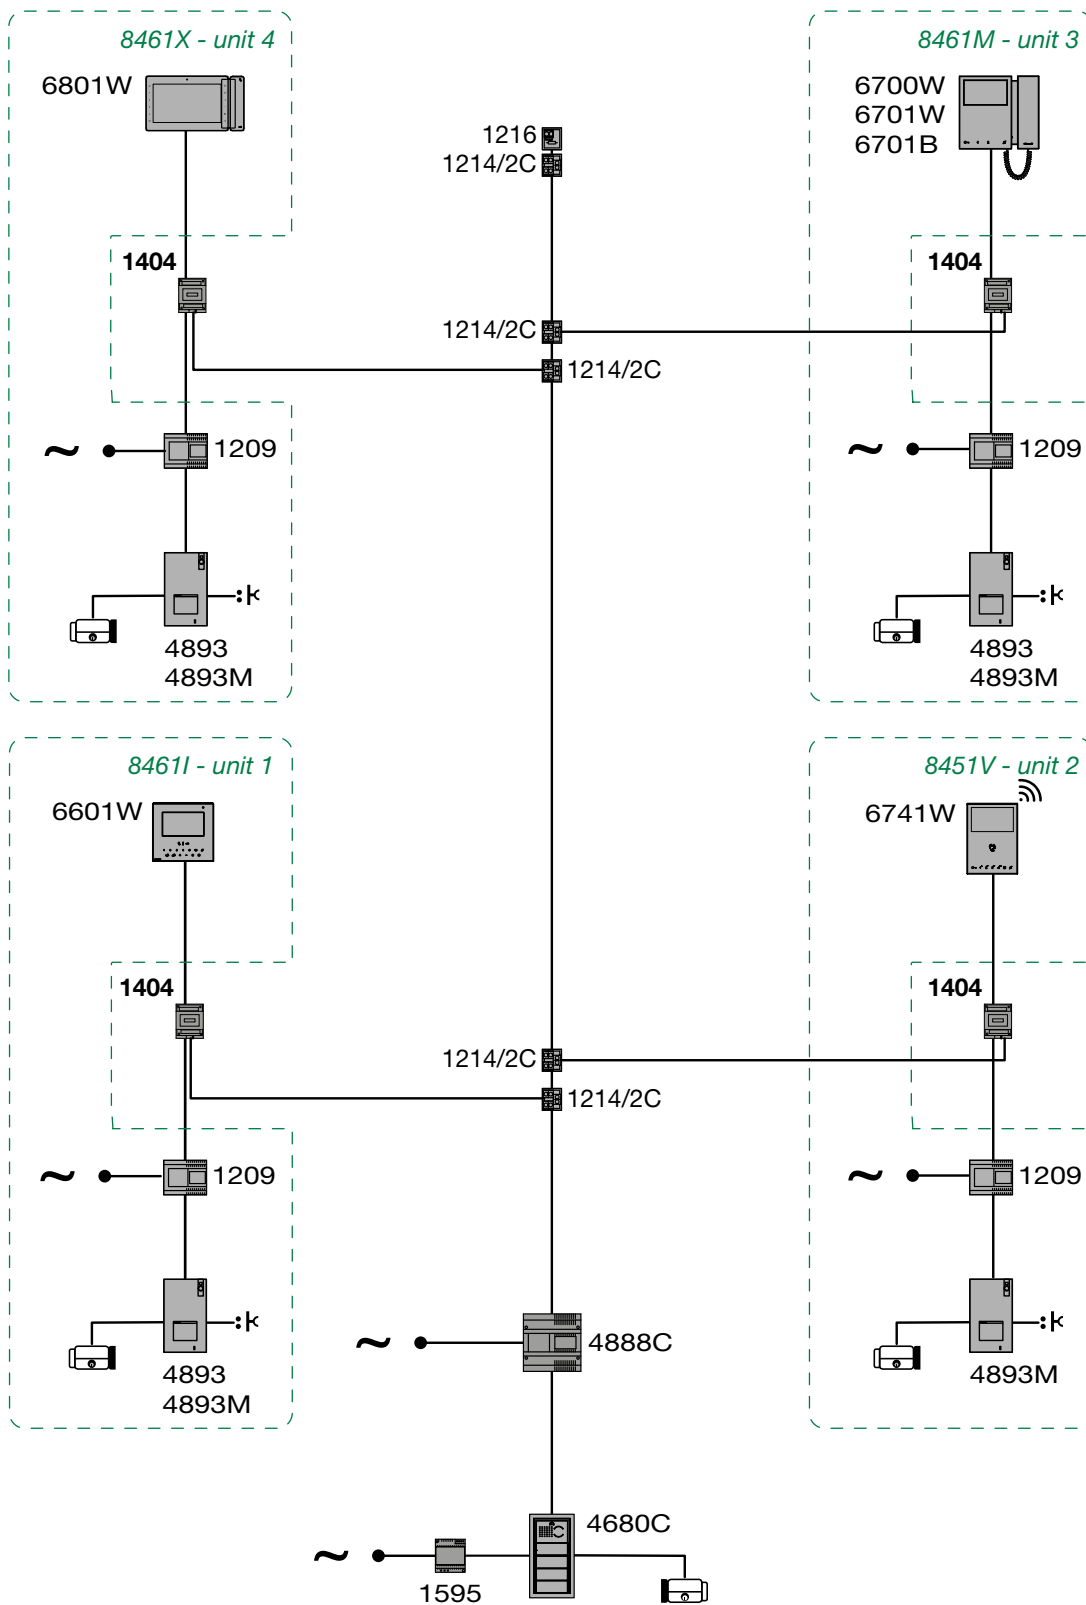 8461X - unit 4
6801W
1404
1209
4893
4893M
1216
1214/2C
1214/2C
1214/2C
8461M - unit 3
6700W
6701W
6701B
1404
1209
4893
4893M
8461I - unit 1
6601W
1404
1209
4893
4893M
1214/2C
1214/2C
8451V - unit 2
6741W
1404
1209
4893M
4888C
4680C
1595